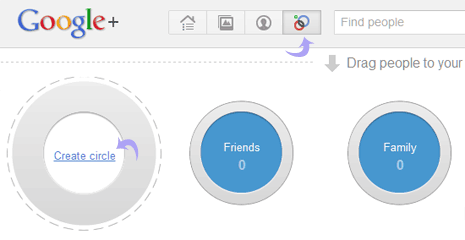 Google+
Find people
Drag people to your
Create circle
Friends
0
Family
0